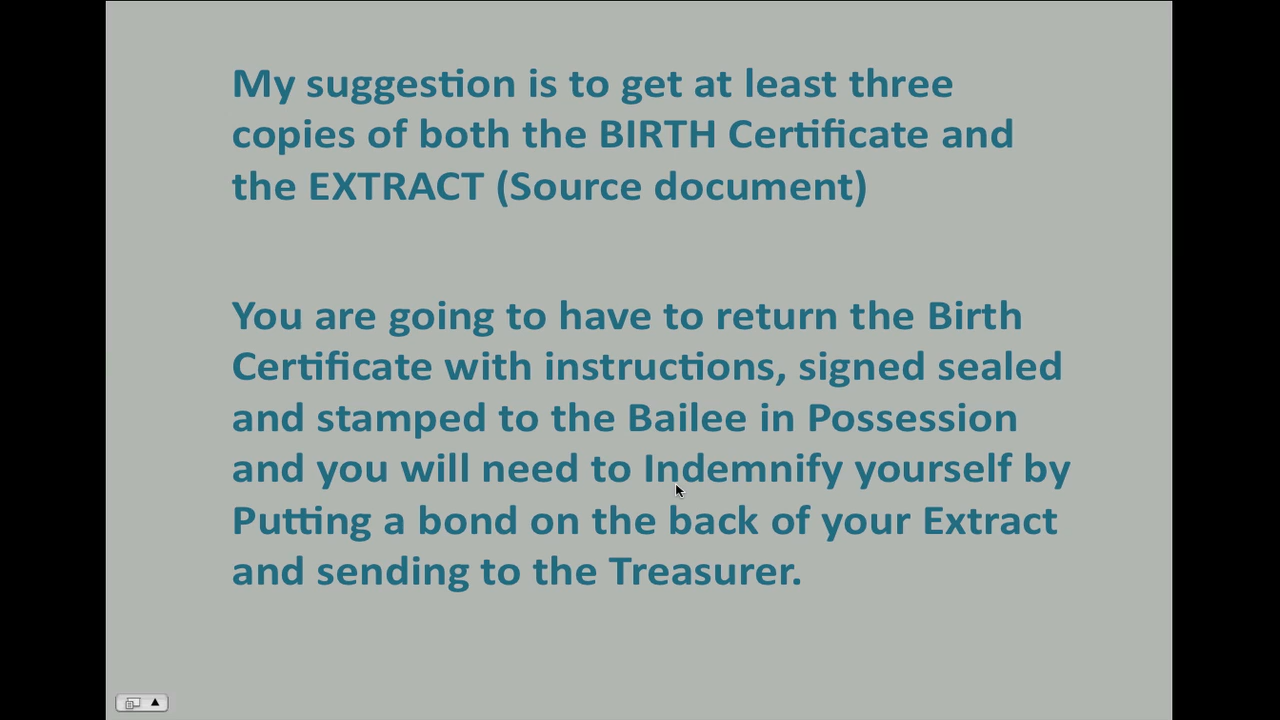 My suggestion is to get at least three
copies of both the BIRTH Certificate and
the EXTRACT (Source document)
You are going to have to return the Birth
Certificate with instructions, signed sealed
and stamped to the Bailee in Possession
and you will need to Indemnify yourself by
Putting a bond on the back of your Extract
and sending to the Treasurer.